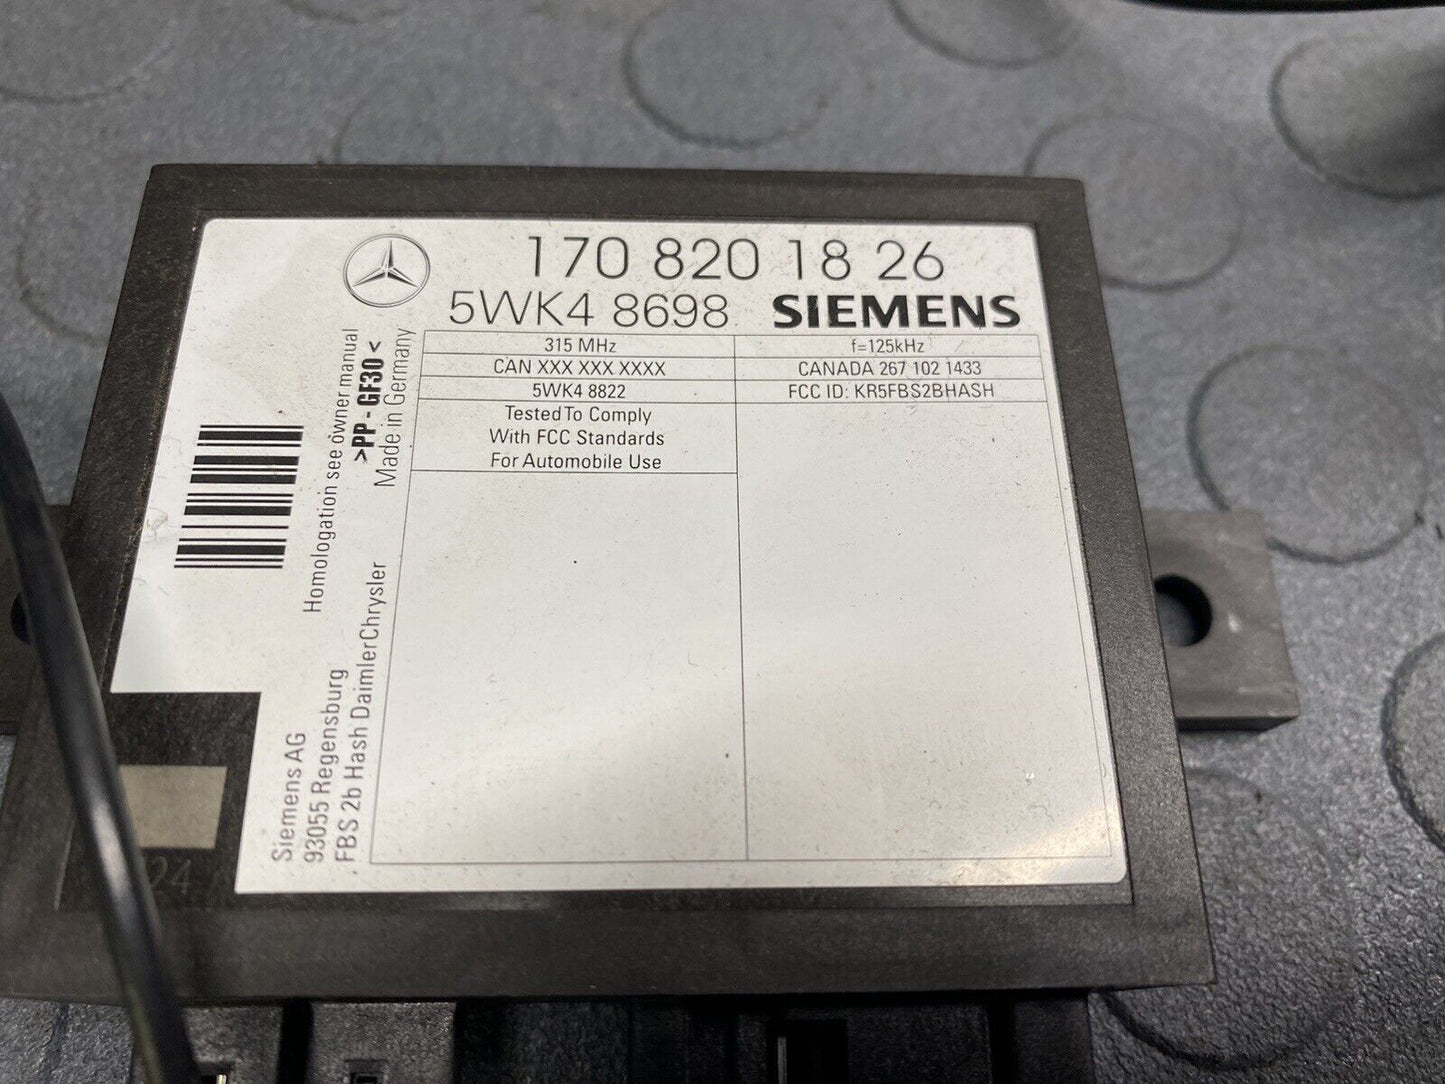 170 820 18 26
5WK4 8698 SIEMENS
315 MHz
f=125kHz
CAN XXX XXX XXXX
CANADA 267 102 1433
5WK4 8822
FCC ID: KR5FBS2BHASH
Tested To Comply
With FCC Standards
For Automobile Use
Homologation see owner manual
>PP - GF30<
Made in Germany
Siemens AG
93055 Regensburg
FBS 2b Hash DaimlerChrysler